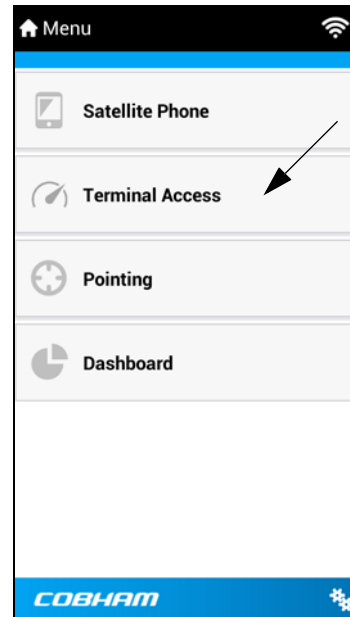 Menu
Satellite Phone
Terminal Access
Pointing
Dashboard
COBHAM